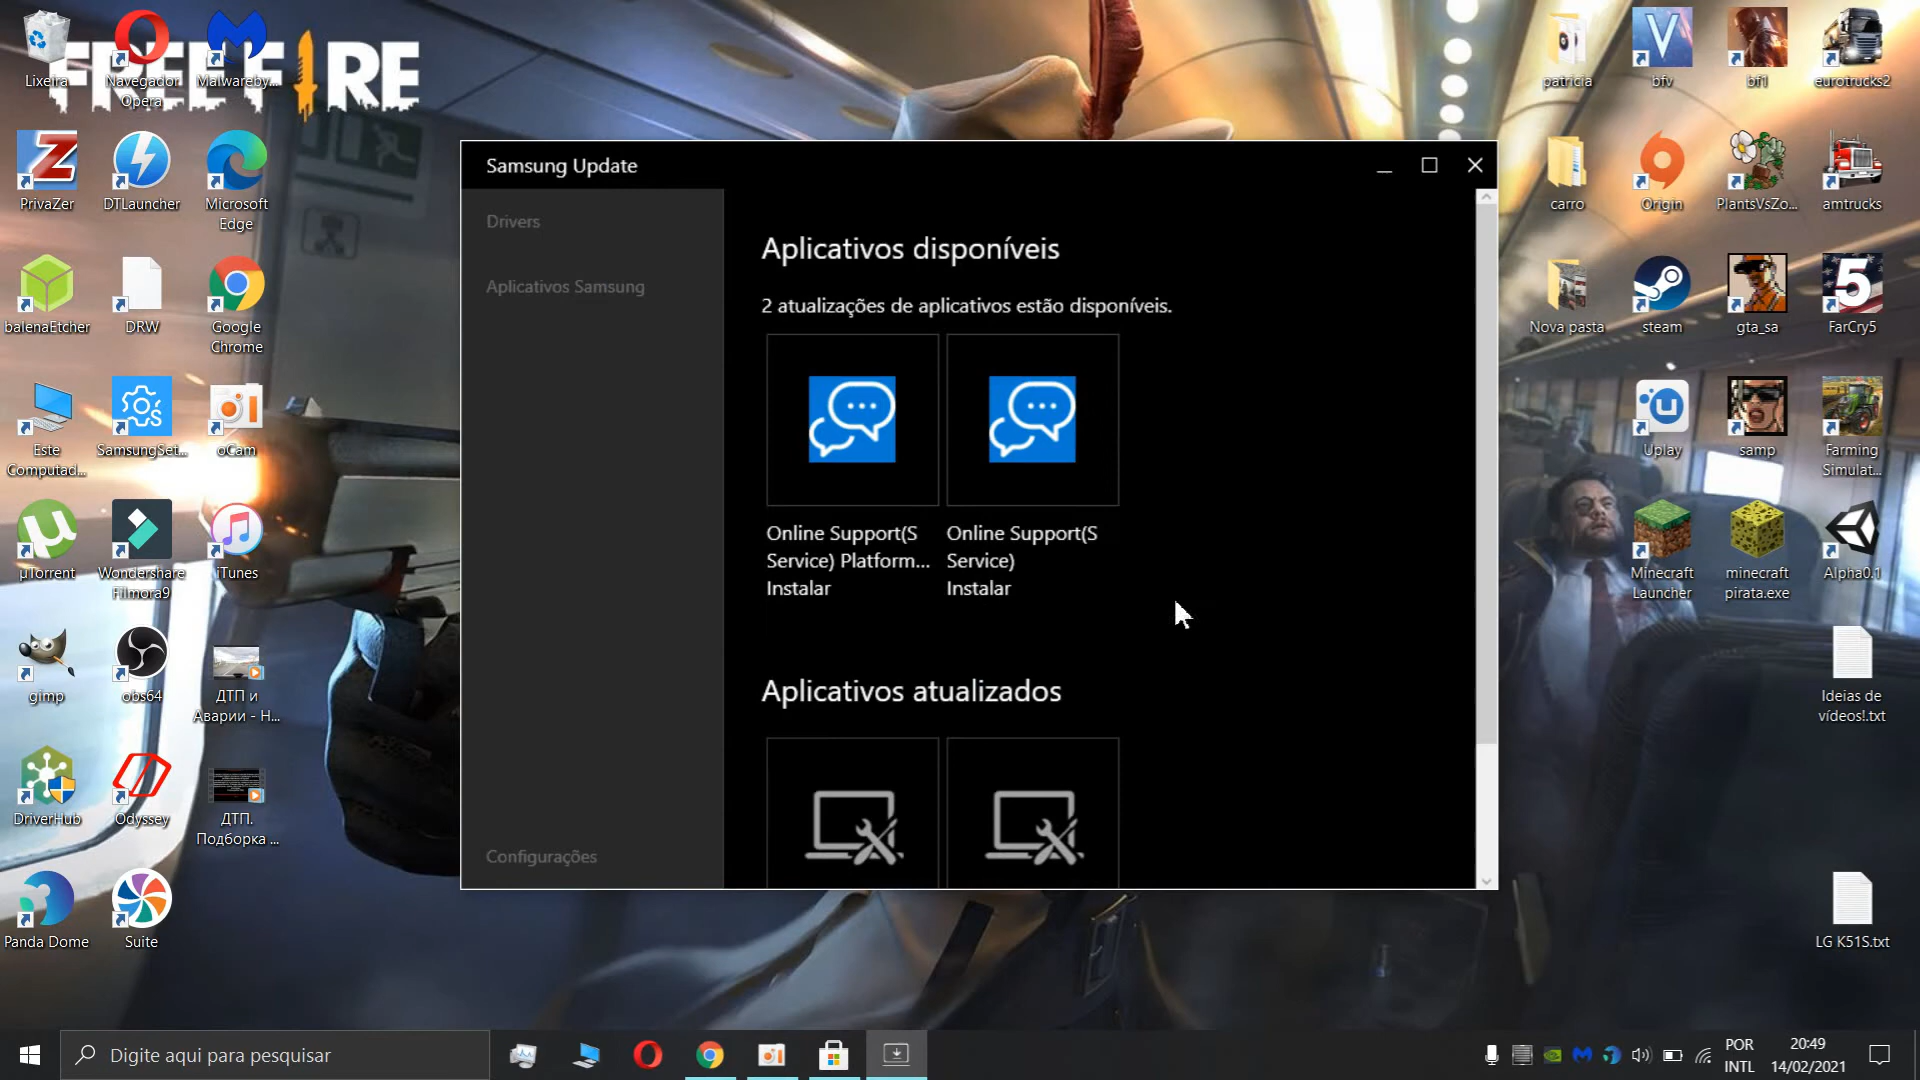 FREE FIRE
Lixeira
Navegador
Opera
Malwareby...
PrivaZer
DTLauncher
Microsoft
Edge
balenaEtcher
DRW
Google
Chrome
Este
Computad...
SamsungSet...
oCam
µTorrent
Wondershare
Filmora9
iTunes
gimp
obs64
ДТП и
Аварии - Н...
DriverHub
Odyssey
ДТП.
Подборка ...
Panda Dome
Suite
Samsung Update
Drivers
Aplicativos Samsung
Configurações
Aplicativos disponíveis
2 atualizações de aplicativos estão disponíveis.
Online Support(S
Service) Platform...
Instalar
Online Support(S
Service)
Instalar
Aplicativos atualizados
patricia
bfv
bf1
eurotrucks2
carro
Origin
PlantsVsZo...
amtrucks
Nova pasta
steam
gta_sa
FarCry5
Uplay
samp
Farming
Simulat...
Minecraft
Launcher
minecraft
pirata.exe
Alpha0.1
Ideias de
vídeos!.txt
LG K51S.txt
Digite aqui para pesquisar
POR
INTL
20:49
14/02/2021